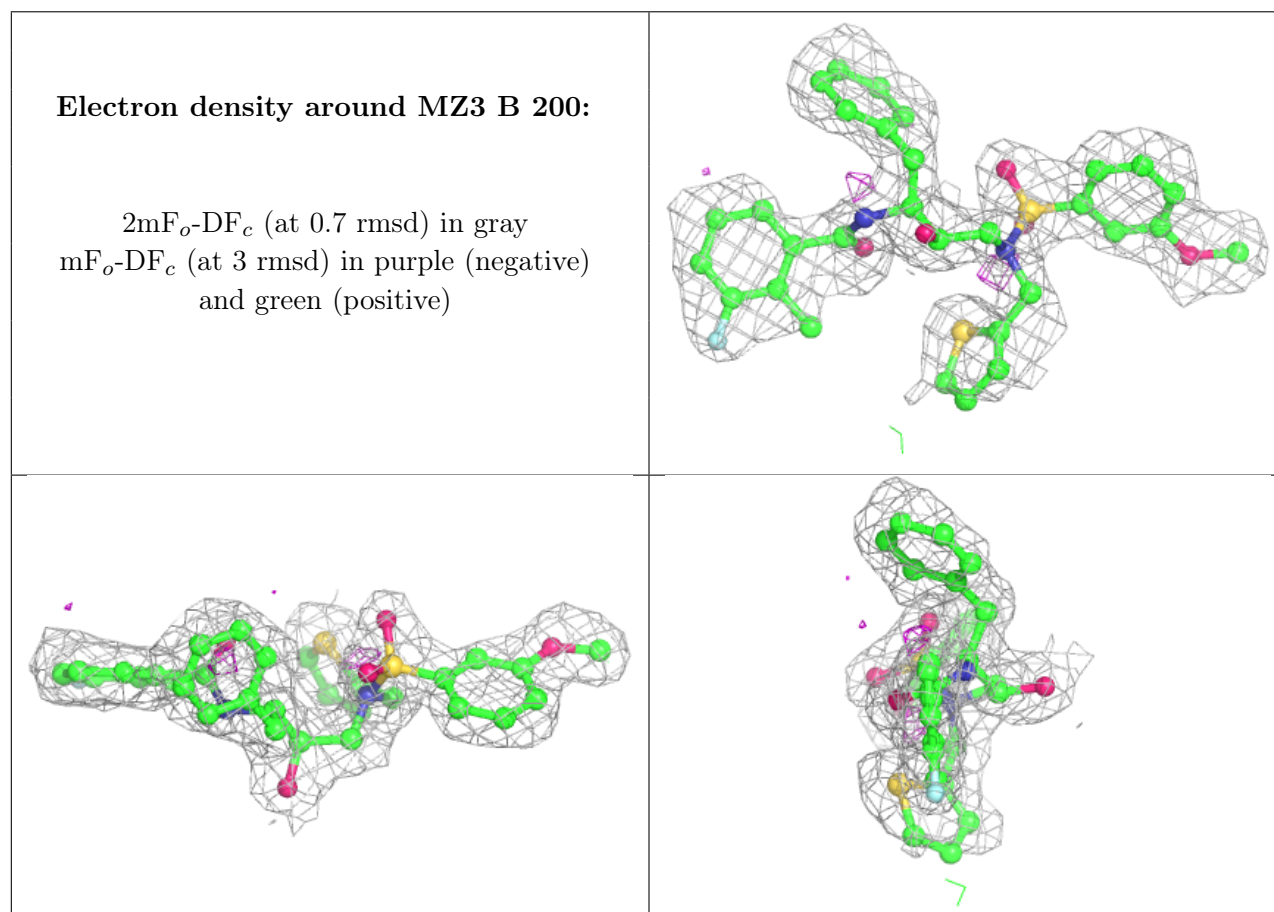 Electron density around MZ3 B 200:
2mFo-DFc (at 0.7 rmsd) in gray
mFo-DFc (at 3 rmsd) in purple (negative)
and green (positive)